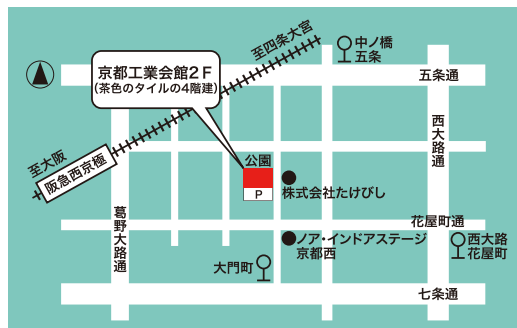 至四条大宮
中ノ橋
五条
京都工業会館2F
(茶色のタイルの4階建)
五条通
西大路通
至大阪
阪急西京極
公園
P
株式会社たけびし
葛野大路通
花屋町通
ノア・インドアステージ
京都西
西大路
花屋町
大門町
七条通